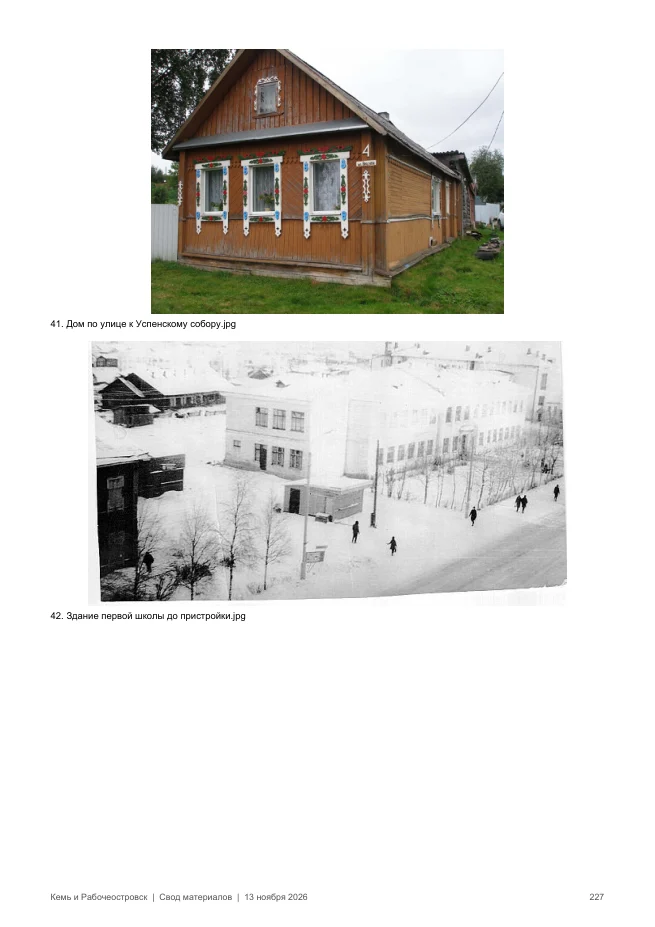 4
41. Дом по улице к Успенскому собору.jpg
42. Здание первой школы до пристройки.jpg
Кемь и Рабочеостровск | Свод материалов | 13 ноября 2026
227